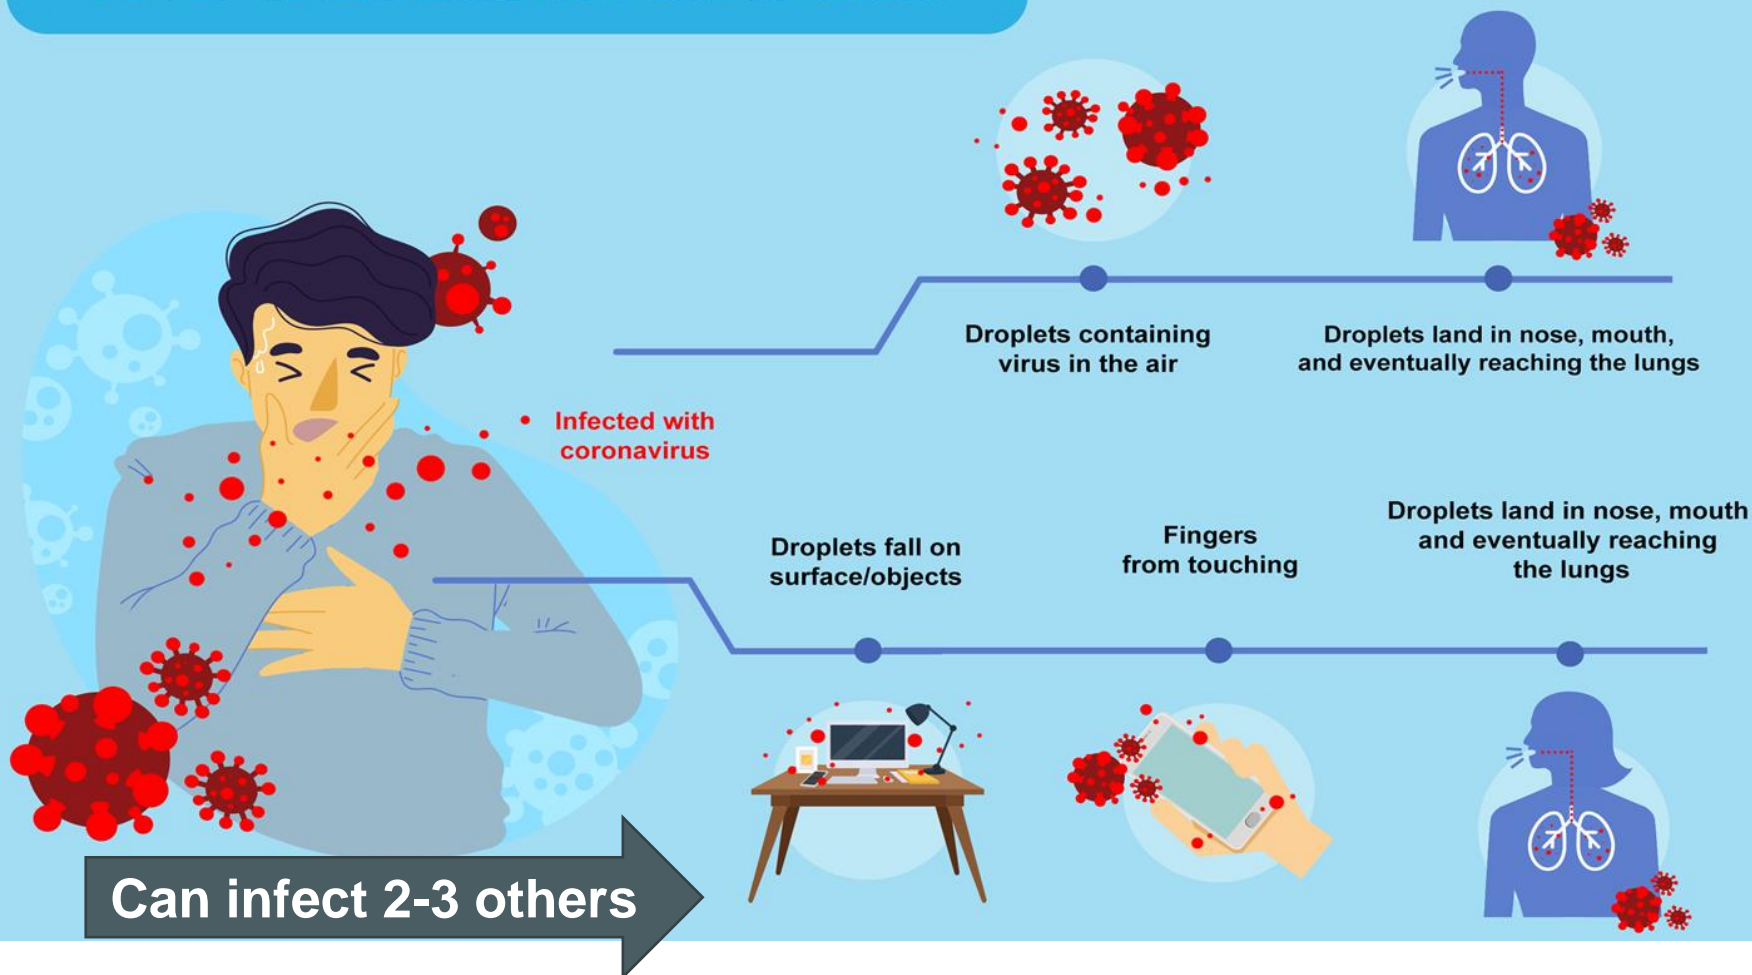 Droplets containing
virus in the air
Droplets land in nose, mouth,
and eventually reaching the lungs
• Infected with
coronavirus
Droplets fall on
surface/objects
Fingers
from touching
Droplets land in nose, mouth
and eventually reaching
the lungs
Can infect 2-3 others